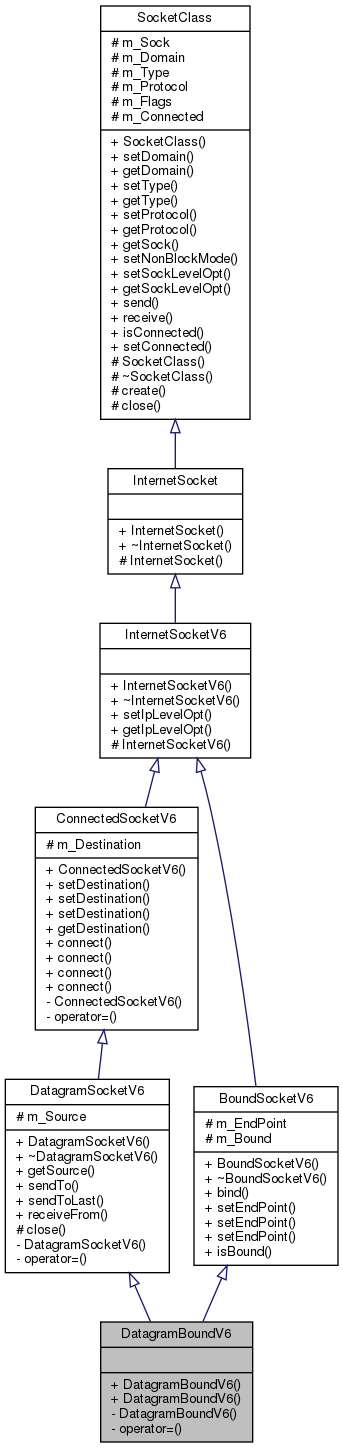 SocketClass
# m_Sock
# m_Domain
# m_Type
# m_Protocol
# m_Flags
# m_Connected
+ SocketClass()
+ setDomain()
+ getDomain()
+ setType()
+ getType()
+ setProtocol()
+ getProtocol()
+ getSock()
+ setNonBlockMode()
+ setSockLevelOpt()
+ getSockLevelOpt()
+ send()
+ receive()
+ isConnected()
+ setConnected()
# SocketClass()
# ~SocketClass()
# create()
# close()
InternetSocket
+ InternetSocket()
+ ~InternetSocket()
# InternetSocket()
InternetSocketV6
+ InternetSocketV6()
+ ~InternetSocketV6()
+ setIpLevelOpt()
+ getIpLevelOpt()
# InternetSocketV6()
ConnectedSocketV6
# m_Destination
+ ConnectedSocketV6()
+ setDestination()
+ setDestination()
+ setDestination()
+ getDestination()
+ connect()
+ connect()
+ connect()
+ connect()
- ConnectedSocketV6()
- operator=()
DatagramSocketV6
# m_Source
+ DatagramSocketV6()
+ ~DatagramSocketV6()
+ getSource()
+ sendTo()
+ sendToLast()
+ receiveFrom()
# close()
- DatagramSocketV6()
- operator=()
BoundSocketV6
# m_EndPoint
# m_Bound
+ BoundSocketV6()
+ ~BoundSocketV6()
+ bind()
+ setEndPoint()
+ setEndPoint()
+ setEndPoint()
+ isBound()
DatagramBoundV6
+ DatagramBoundV6()
+ DatagramBoundV6()
- DatagramBoundV6()
- operator=()